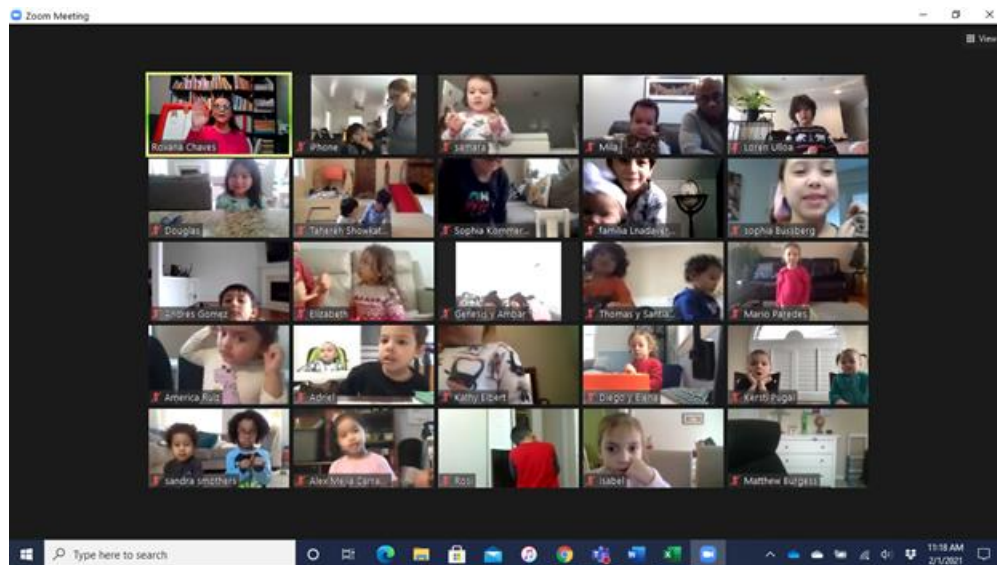 Zoom Meeting
View
Roxana Chaves
iPhone
samara
Mila
Loren Ulloa
Douglas
Tahereh Showkat...
Sophia Kommer...
familia Lnadaver...
sophia Bussberg
Andres Gomez
Elizabeth
Genesis y Ambar
Thomas y Santia...
Mario Paredes
America Ruiz
Adriel
Kathy Elbert
Diego y Elena
Kersti Pugal
sandra smothers
Alex Mejia Carra...
Rosi
isabel
Matthew Burgess
Type here to search
11:18 AM
2/1/2021